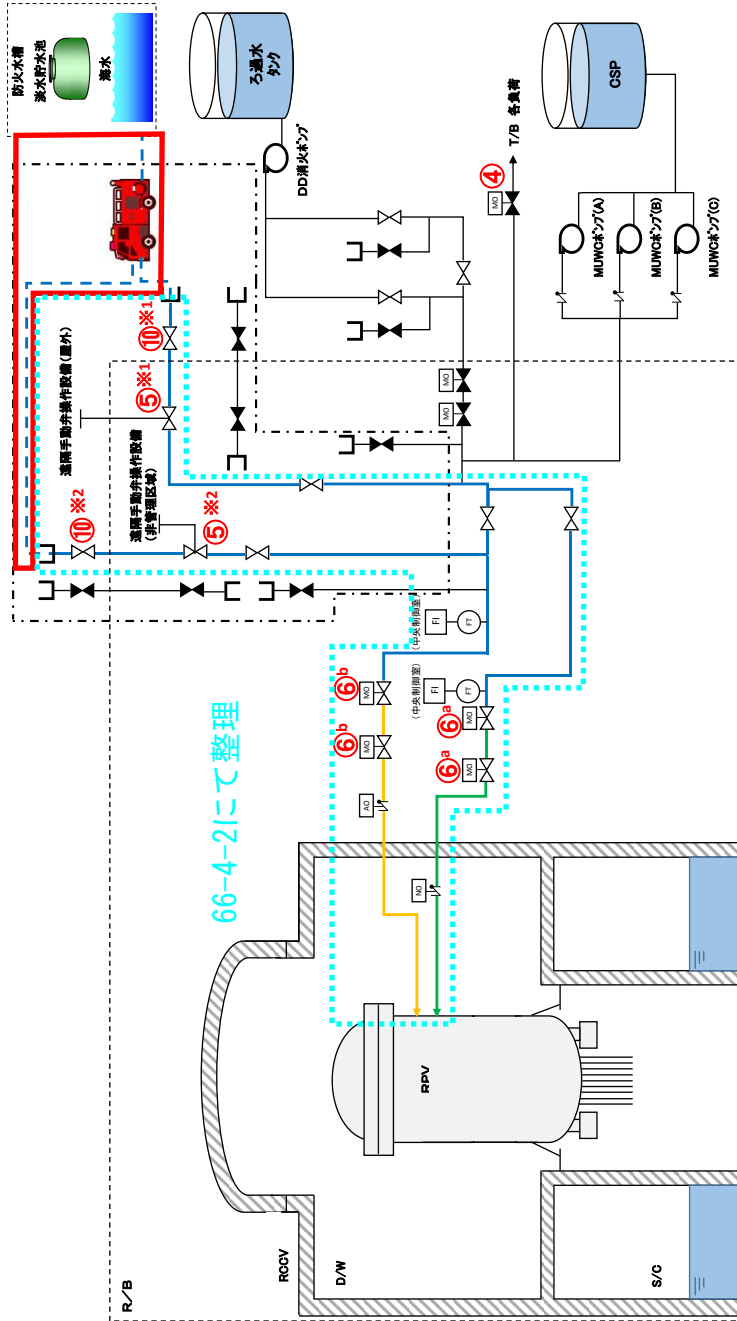 防火水槽
淡水貯水池
海水
ろ過水
タンク
DD消火ポンプ
CSP
T/B 各負荷
④
MO
MUWCポンプ(A)
MUWCポンプ(B)
MUWCポンプ(C)
⑩※1
⑤※1
遠隔手動弁操作設備(屋外)
⑩※2
⑤※2
遠隔手動弁操作設備
(非管理区域)
MO
MO
(中央制御室)
FI
FT
(中央制御室)
FI
FT
⑥b
MO
⑥b
MO
⑥a
MO
⑥a
MO
AO
NO
66-4-2にて整理
RPV
R/B
RCCV
D/W
S/C